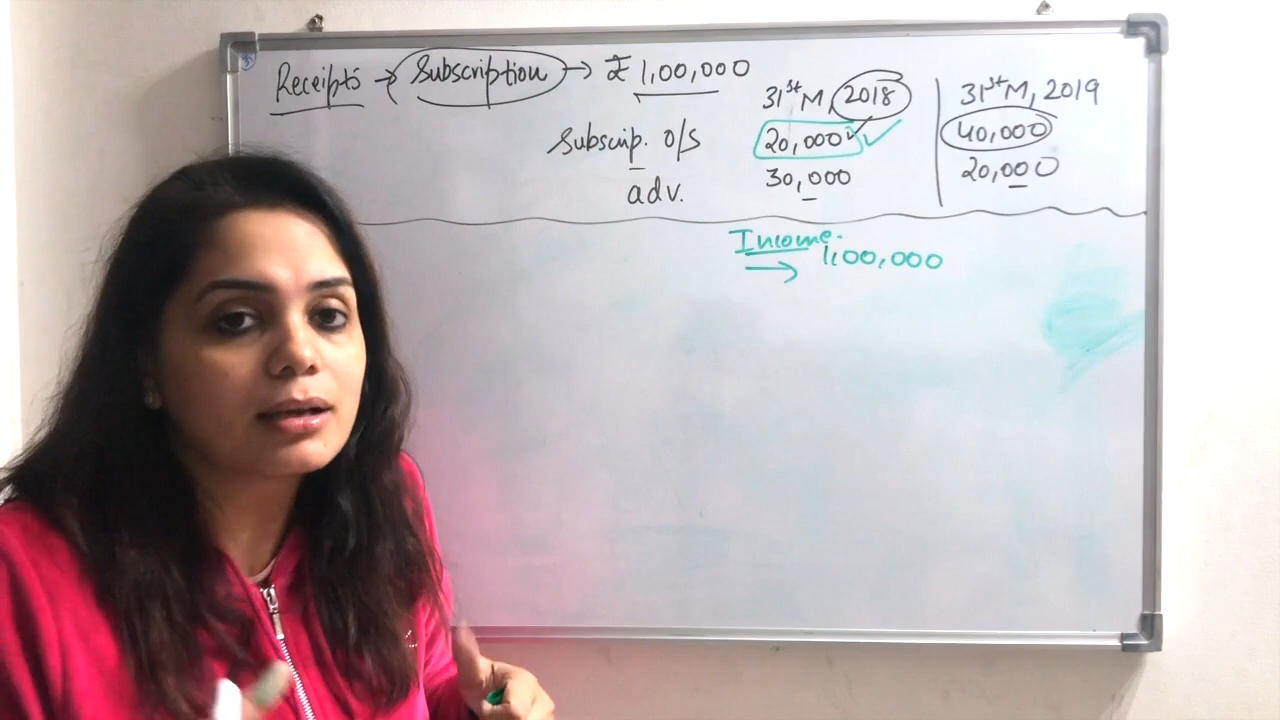 Receipts → Subscription → ₹ 1,00,000
31st M, 2018 31st M, 2019
Subscrip. o/s 20,000 ✓ ✓ 40,000
adv. 30,000 20,000
Income.
→ 1,00,000